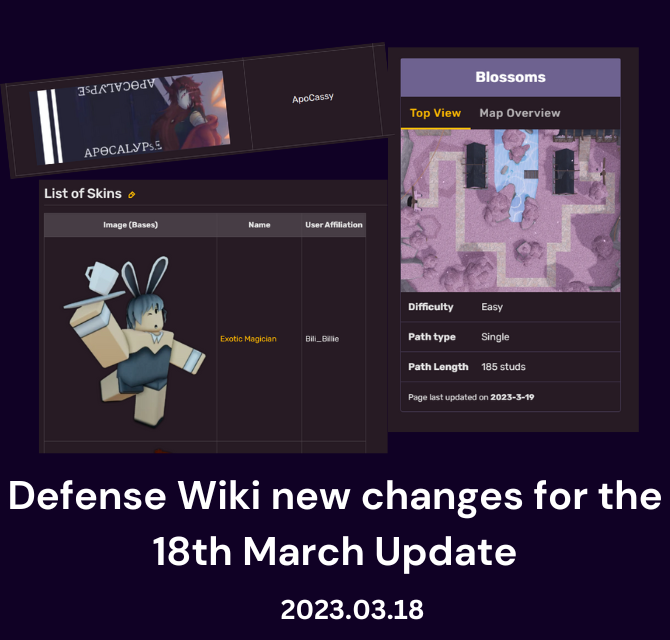 APOCALYPSE
APOCALYPsE
ApoCassy
List of Skins
Image (Bases) Name User Affiliation
Exotic Magician Bili_Billie
Blossoms
Top View Map Overview
Difficulty Easy
Path type Single
Path Length 185 studs
Page last updated on 2023-3-19
Defense Wiki new changes for the
18th March Update
2023.03.18